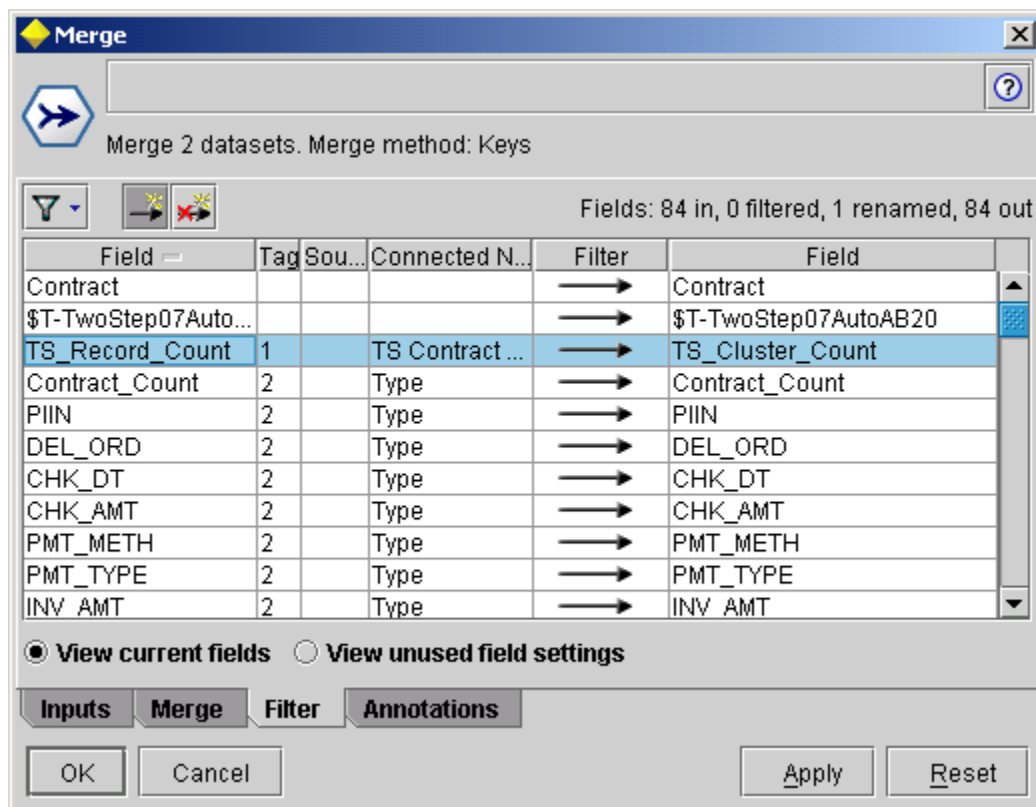 Merge
Merge 2 datasets. Merge method: Keys
Fields: 84 in, 0 filtered, 1 renamed, 84 out
Field Tag Sou... Connected N... Filter Field
Contract Contract
$T-TwoStep07Auto... $T-TwoStep07AutoAB20
TS_Record_Count 1 TS Contract ... TS_Cluster_Count
Contract_Count 2 Type Contract_Count
PIIN 2 Type PIIN
DEL_ORD 2 Type DEL_ORD
CHK_DT 2 Type CHK_DT
CHK_AMT 2 Type CHK_AMT
PMT_METH 2 Type PMT_METH
PMT_TYPE 2 Type PMT_TYPE
INV_AMT 2 Type INV_AMT
View current fields View unused field settings
Inputs Merge Filter Annotations
OK Cancel Apply Reset